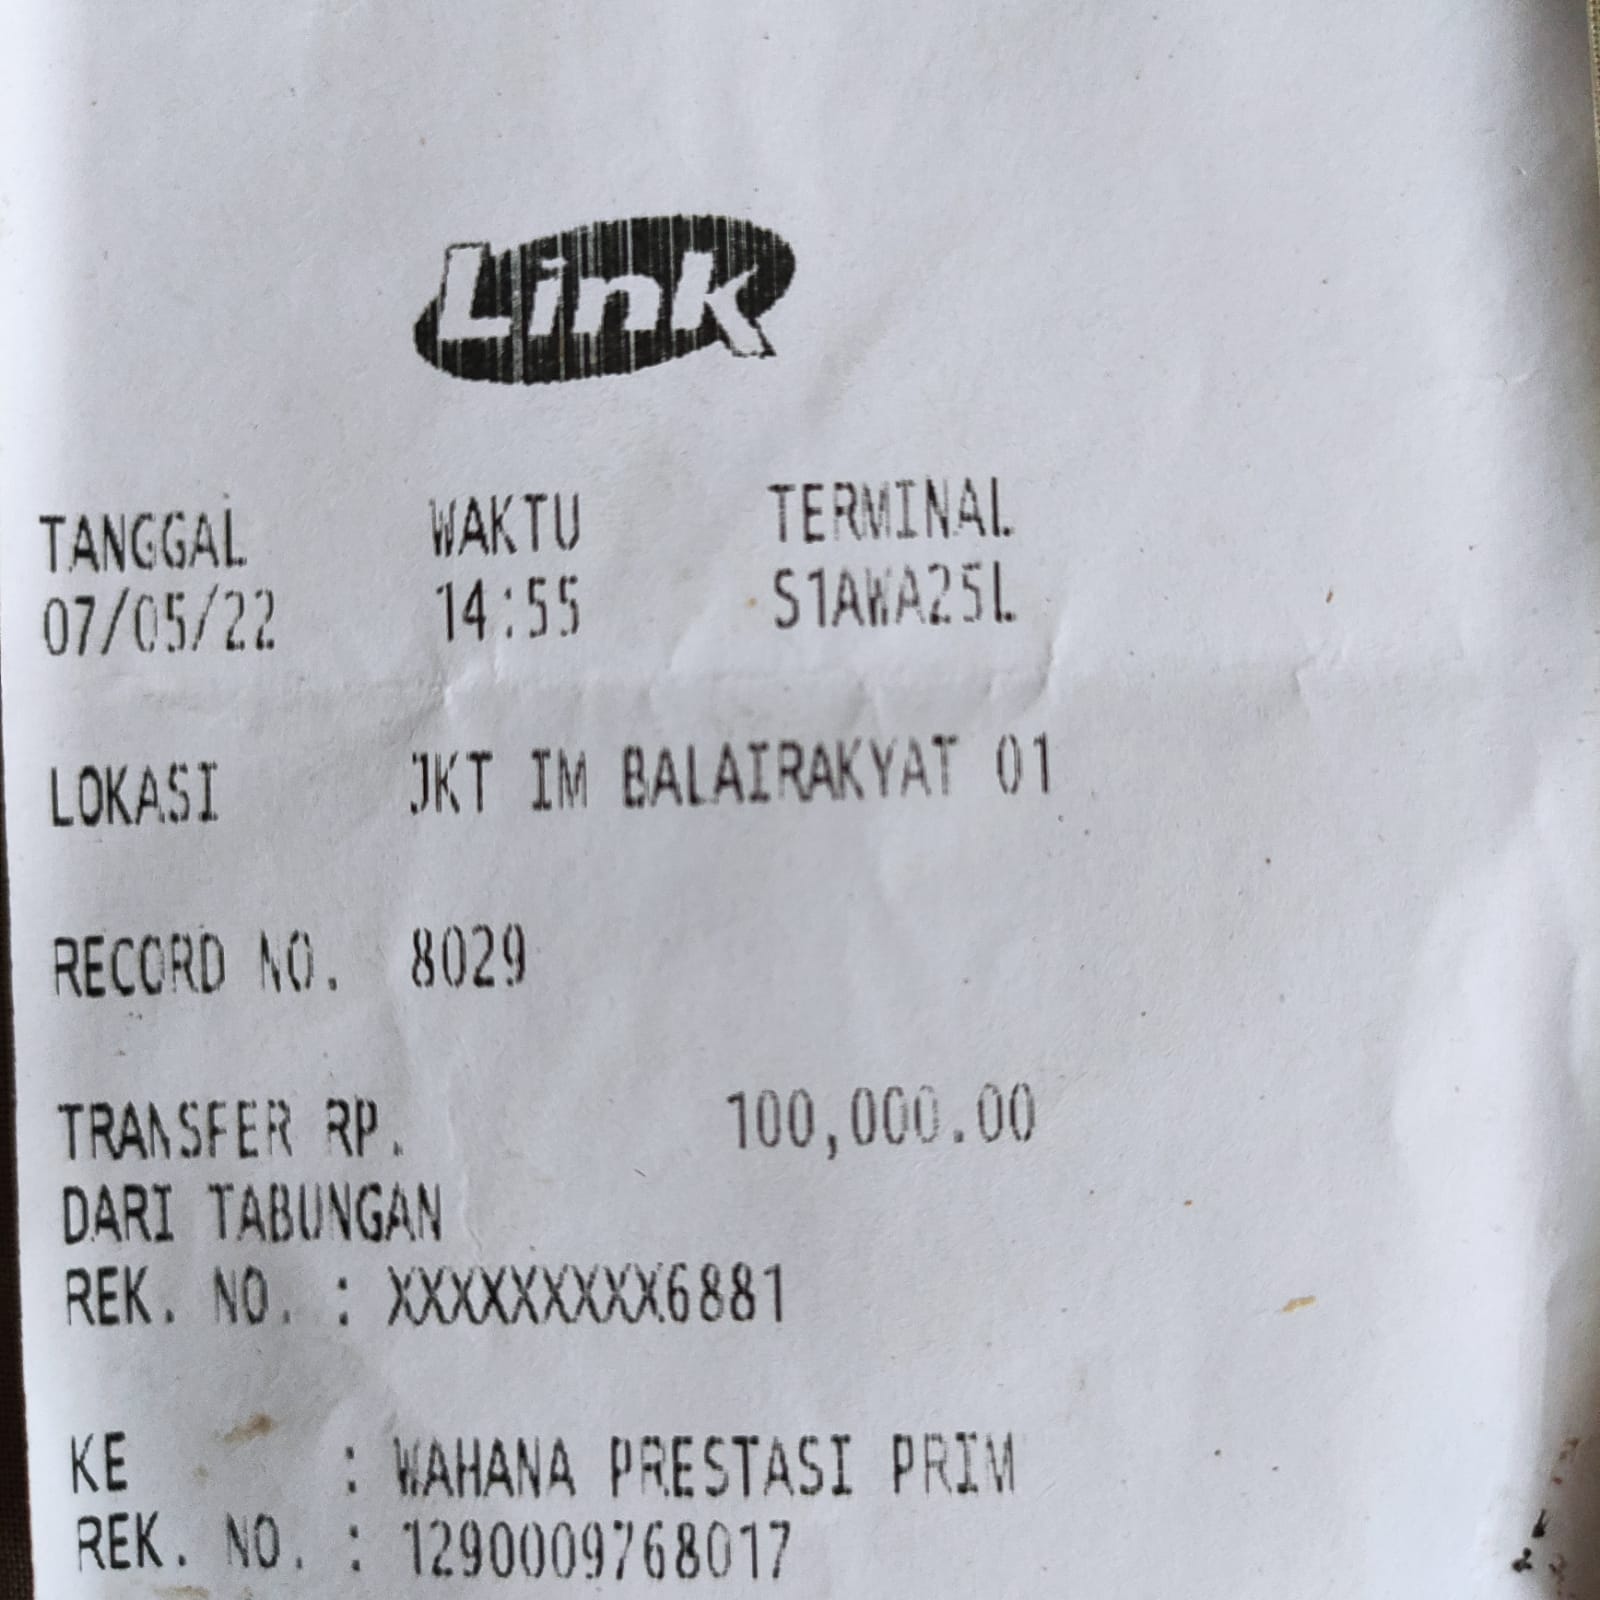 Link
TANGGAL WAKTU TERMINAL
07/05/22 14:55 S1AWA25L
LOKASI JKT IM BALAIRAKYAT 01
RECORD NO. 8029
TRANSFER RP. 100,000.00
DARI TABUNGAN
REK. NO. : XXXXXXXXX6881
KE : WAHANA PRESTASI PRIM
REK. NO. : 1290009768017